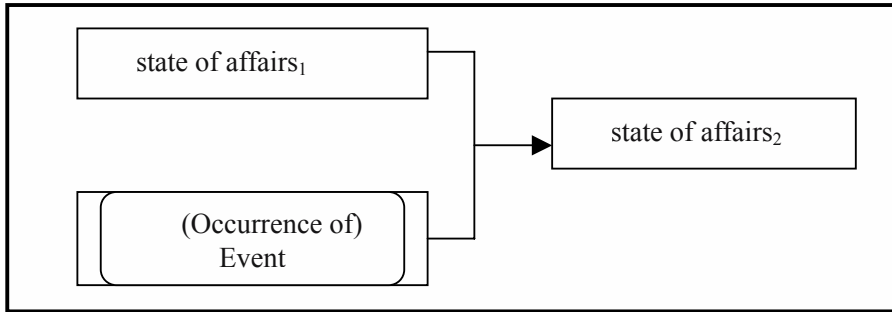 state of affairs₁
state of affairs₂
(Occurrence of)
Event